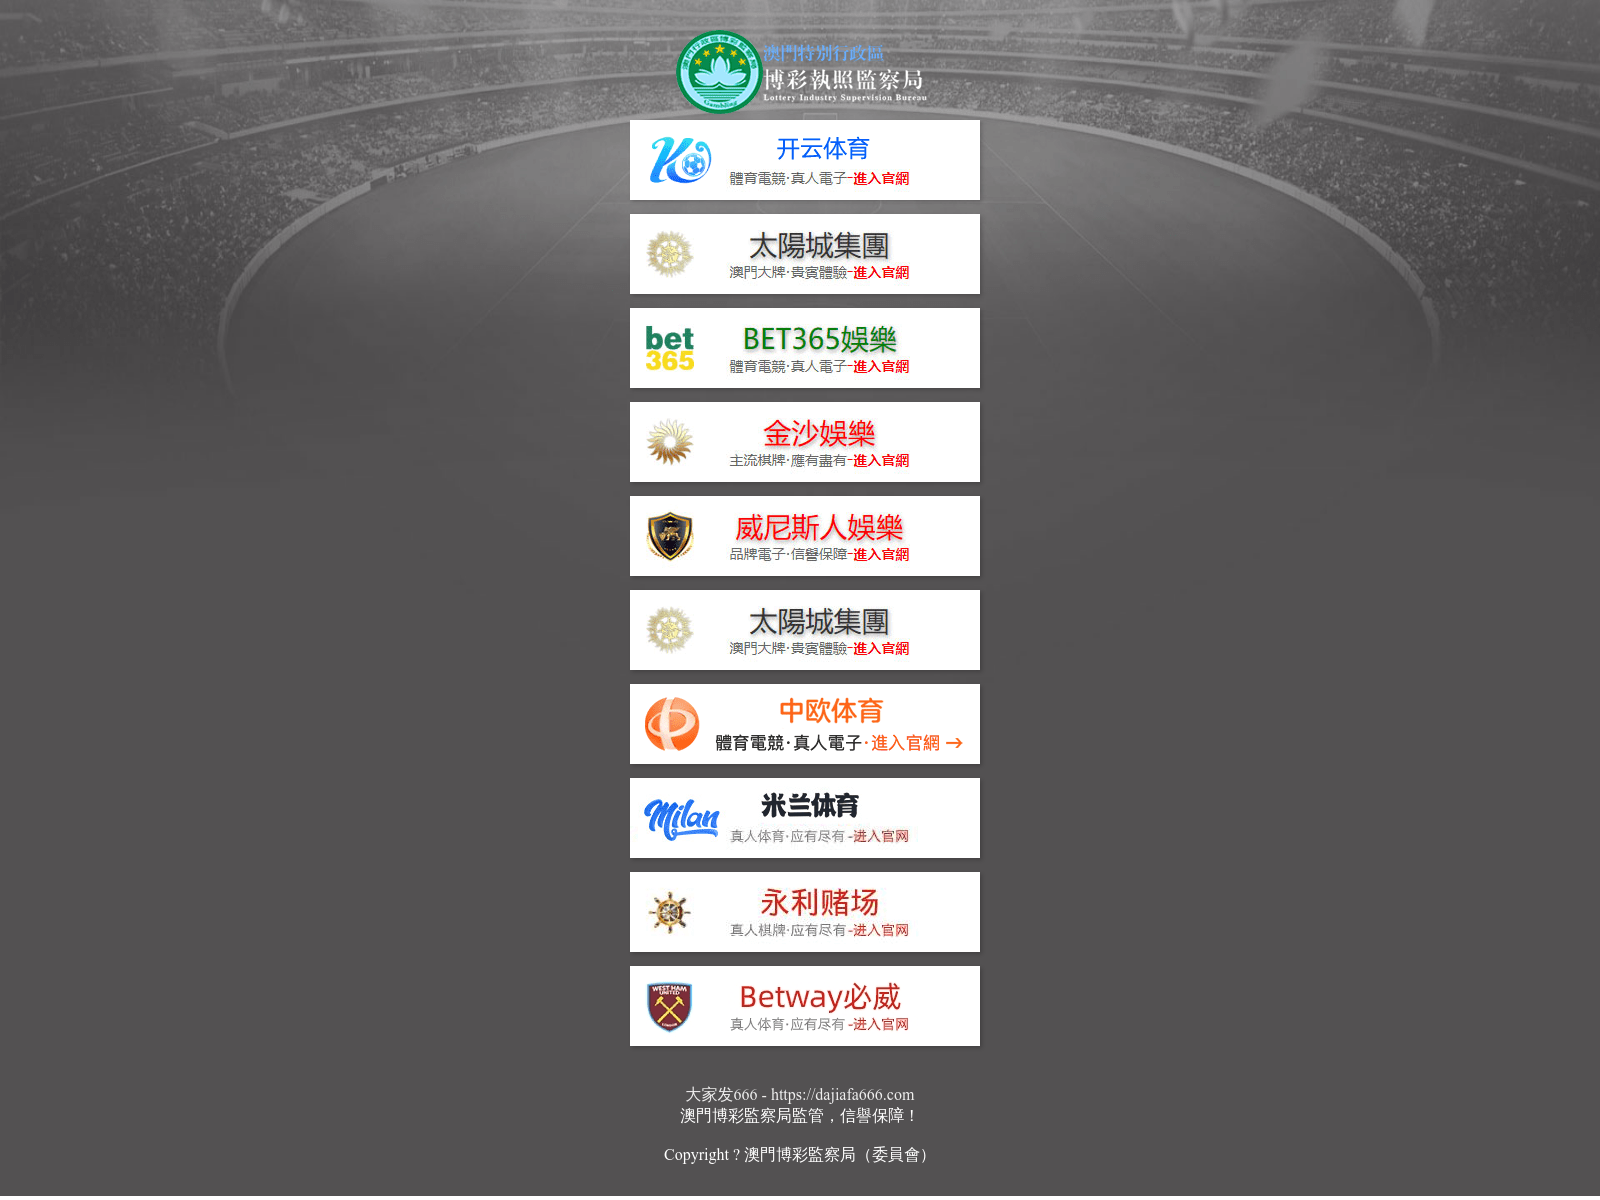 澳門特別行政區
博彩執照監察局
Lottery Industry Supervision Bureau
开云体育
體育電競·真人電子-進入官網
太陽城集團
澳門大牌·貴賓體驗-進入官網
bet
365
BET365娛樂
體育電競·真人電子-進入官網
金沙娛樂
主流棋牌·應有盡有-進入官網
威尼斯人娛樂
品牌電子·信譽保障-進入官網
太陽城集團
澳門大牌·貴賓體驗-進入官網
中欧体育
體育電競·真人電子·進入官網 →
Milan
米兰体育
真人体育·应有尽有-进入官网
永利赌场
真人棋牌·应有尽有-进入官网
WEST HAM
UNITED
LONDON
Betway必威
真人体育·应有尽有-进入官网
大家发666 - https://dajiafa666.com
澳門博彩監察局監管，信譽保障！
Copyright ? 澳門博彩監察局（委員會）